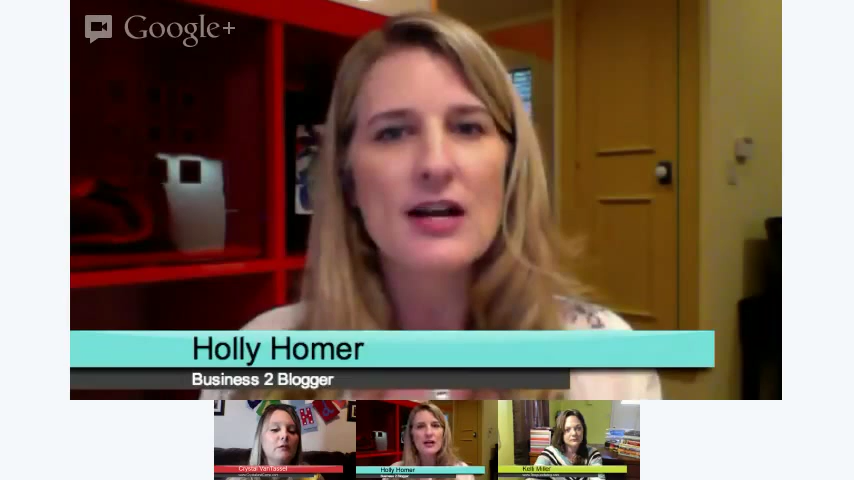 Google+
Holly Homer
Business 2 Blogger
Crystal VanTassel
Holly Homer
Business 2 Blogger
Kelli Miller